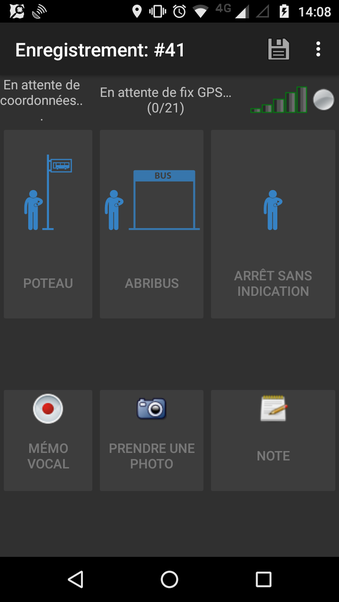 4G
14:08
Enregistrement: #41
En attente de
coordonnées..
.
En attente de fix GPS...
(0/21)
BUS
POTEAU
ABRIBUS
ARRÊT SANS
INDICATION
MÉMO
VOCAL
PRENDRE UNE
PHOTO
NOTE